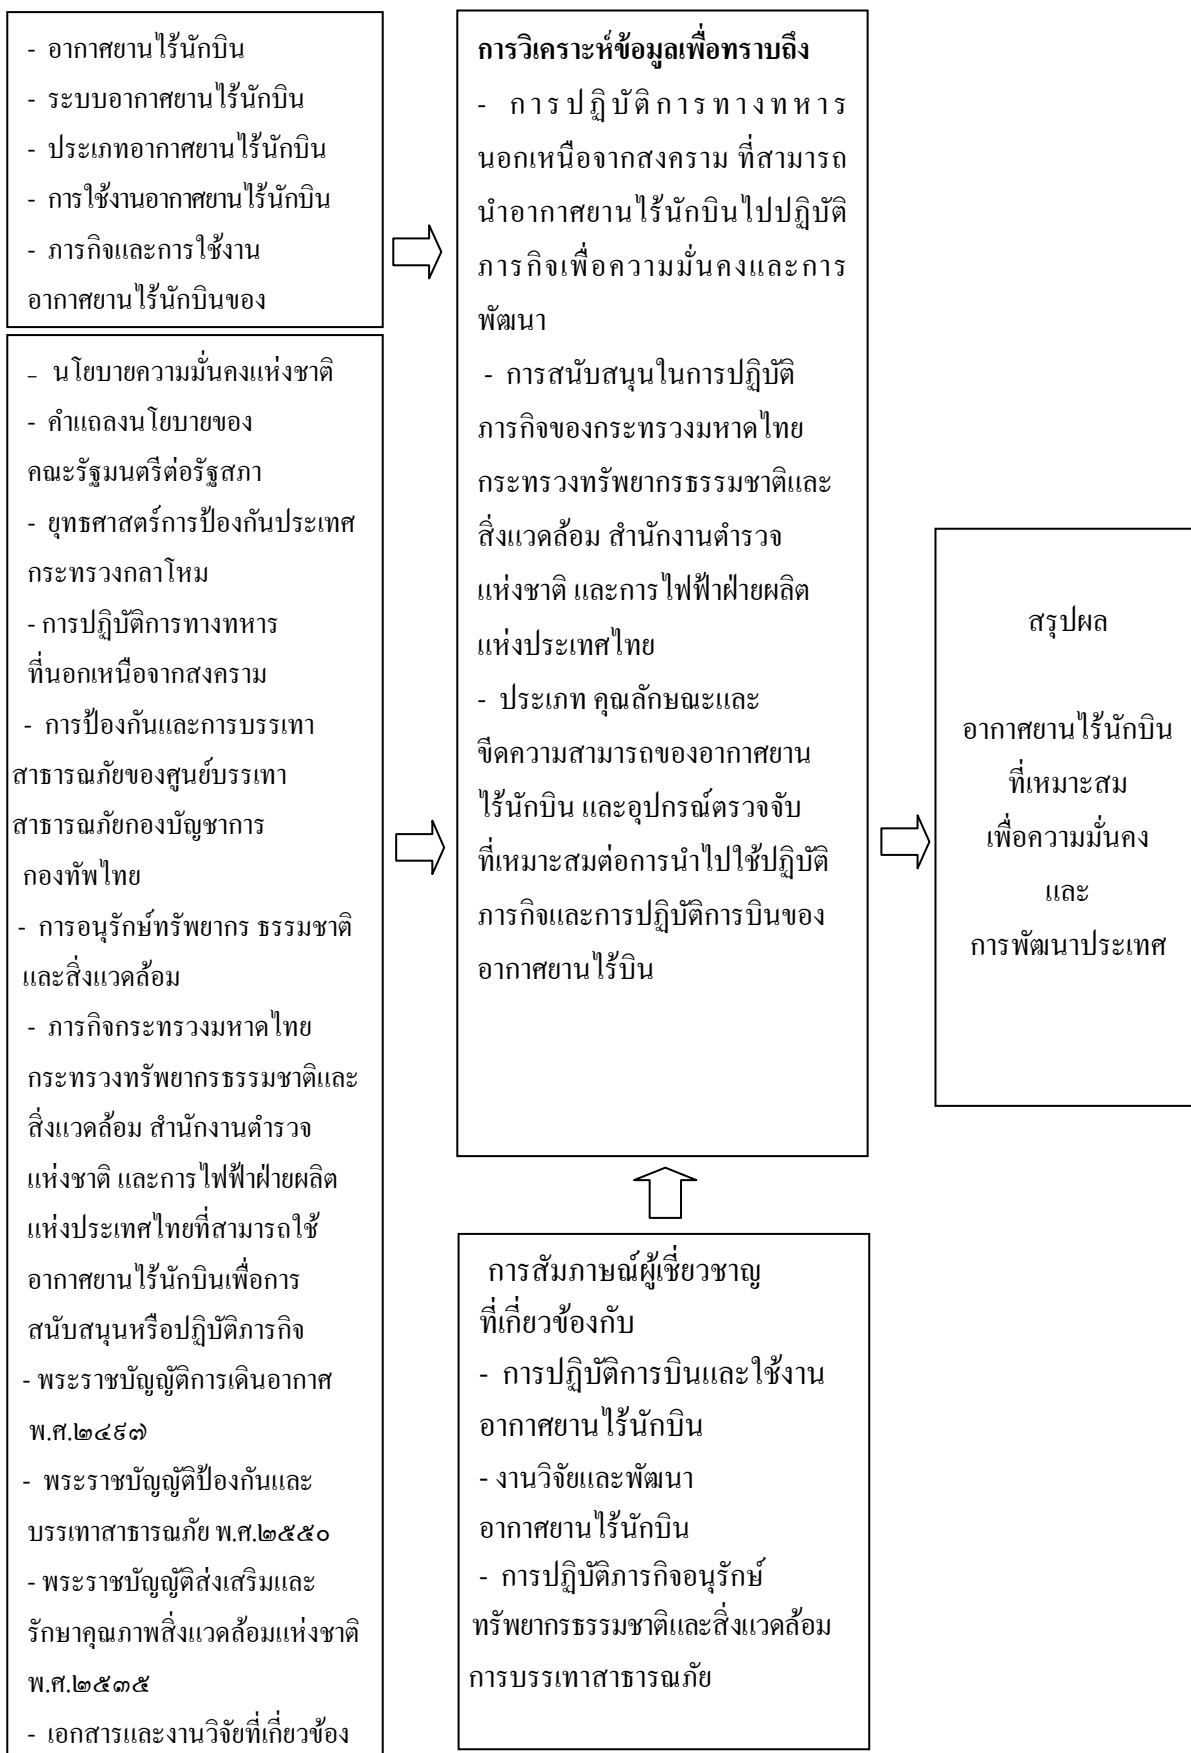 - อากาศยานไร้นักบิน
- ระบบอากาศยานไร้นักบิน
- ประเภทอากาศยานไร้นักบิน
- การใช้งานอากาศยานไร้นักบิน
- ภารกิจและการใช้งาน
อากาศยานไร้นักบินของ
- นโยบายความมั่นคงแห่งชาติ
- คำแถลงนโยบายของ
คณะรัฐมนตรีต่อรัฐสภา
- ยุทธศาสตร์การป้องกันประเทศ
กระทรวงกลาโหม
- การปฏิบัติการทางทหาร
ที่นอกเหนือจากสงคราม
- การป้องกันและการบรรเทา
สาธารณภัยของศูนย์บรรเทา
สาธารณภัยกองบัญชาการ
กองทัพไทย
- การอนุรักษ์ทรัพยากร ธรรมชาติ
และสิ่งแวดล้อม
- ภารกิจกระทรวงมหาดไทย
กระทรวงทรัพยากรธรรมชาติและ
สิ่งแวดล้อม สำนักงานตำรวจ
แห่งชาติ และการไฟฟ้าฝ่ายผลิต
แห่งประเทศไทยที่สามารถใช้
อากาศยานไร้นักบินเพื่อการ
สนับสนุนหรือปฏิบัติภารกิจ
- พระราชบัญญัติการเดินอากาศ
พ.ศ.๒๔๙๗
- พระราชบัญญัติป้องกันและ
บรรเทาสาธารณภัย พ.ศ.๒๕๕๐
- พระราชบัญญัติส่งเสริมและ
รักษาคุณภาพสิ่งแวดล้อมแห่งชาติ
พ.ศ.๒๕๓๕
- เอกสารและงานวิจัยที่เกี่ยวข้อง
การวิเคราะห์ข้อมูลเพื่อทราบถึง
- การปฏิบัติการทางทหาร
นอกเหนือจากสงคราม ที่สามารถ
นำอากาศยานไร้นักบินไปปฏิบัติ
ภารกิจเพื่อความมั่นคงและการ
พัฒนา
- การสนับสนุนในการปฏิบัติ
ภารกิจของกระทรวงมหาดไทย
กระทรวงทรัพยากรธรรมชาติและ
สิ่งแวดล้อม สำนักงานตำรวจ
แห่งชาติ และการไฟฟ้าฝ่ายผลิต
แห่งประเทศไทย
- ประเภท คุณลักษณะและ
ขีดความสามารถของอากาศยาน
ไร้นักบิน และอุปกรณ์ตรวจจับ
ที่เหมาะสมต่อการนำไปใช้ปฏิบัติ
ภารกิจและการปฏิบัติการบินของ
อากาศยานไร้บิน
การสัมภาษณ์ผู้เชี่ยวชาญ
ที่เกี่ยวข้องกับ
- การปฏิบัติการบินและใช้งาน
อากาศยานไร้นักบิน
- งานวิจัยและพัฒนา
อากาศยานไร้นักบิน
- การปฏิบัติภารกิจอนุรักษ์
ทรัพยากรธรรมชาติและสิ่งแวดล้อม
การบรรเทาสาธารณภัย
สรุปผล
อากาศยานไร้นักบิน
ที่เหมาะสม
เพื่อความมั่นคง
และ
การพัฒนาประเทศ